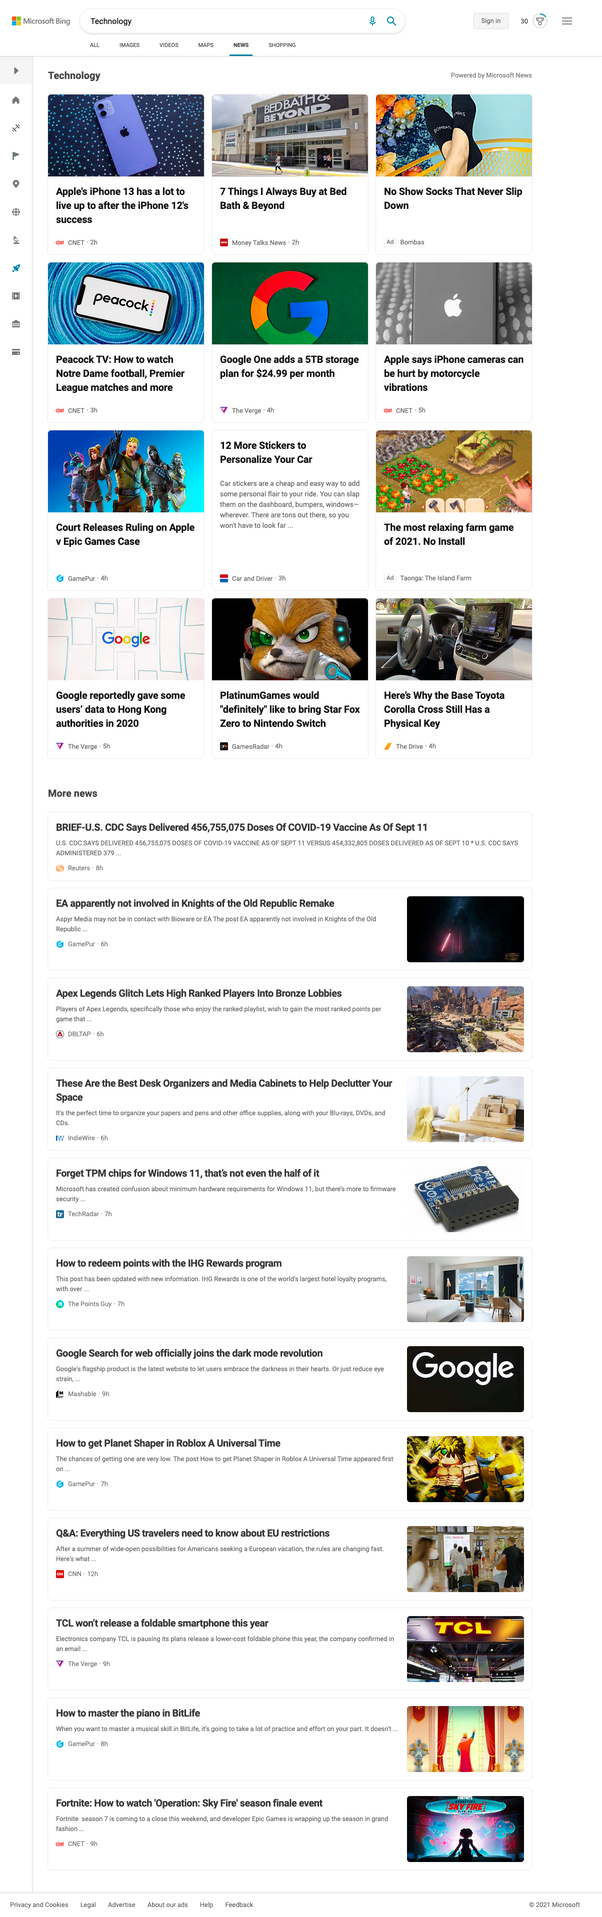 Microsoft Bing
Technology
Sign in
30
ALL
IMAGES
VIDEOS
MAPS
NEWS
SHOPPING
Technology
Powered by Microsoft News
BED BATH &
BEYOND
bombas
Apple's iPhone 13 has a lot to
live up to after the iPhone 12's
success
CNET · 2h
7 Things I Always Buy at Bed
Bath & Beyond
Money Talks News · 2h
No Show Socks That Never Slip
Down
Ad Bombas
peacock
Peacock TV: How to watch
Notre Dame football, Premier
League matches and more
CNET · 3h
Google One adds a 5TB storage
plan for $24.99 per month
The Verge · 4h
Apple says iPhone cameras can
be hurt by motorcycle
vibrations
CNET · 5h
Court Releases Ruling on Apple
v Epic Games Case
GamePur · 4h
12 More Stickers to
Personalize Your Car
Car stickers are a cheap and easy way to add
some personal flair to your ride. You can slap
them on the dashboard, bumpers, windows—
wherever. There are tons out there, so you
won't have to look far ...
Car and Driver · 3h
The most relaxing farm game
of 2021. No Install
Ad Taonga: The Island Farm
Google
Google reportedly gave some
users' data to Hong Kong
authorities in 2020
The Verge · 5h
PlatinumGames would
"definitely" like to bring Star Fox
Zero to Nintendo Switch
GamesRadar · 4h
Here's Why the Base Toyota
Corolla Cross Still Has a
Physical Key
The Drive · 4h
More news
BRIEF-U.S. CDC Says Delivered 456,755,075 Doses Of COVID-19 Vaccine As Of Sept 11
U.S. CDC SAYS DELIVERED 456,755,075 DOSES OF COVID-19 VACCINE AS OF SEPT 11 VERSUS 454,332,805 DOSES DELIVERED AS OF SEPT 10 * U.S. CDC SAYS
ADMINISTERED 379 ...
Reuters · 8h
EA apparently not involved in Knights of the Old Republic Remake
Aspyr Media may not be in contact with Bioware or EA The post EA apparently not involved in Knights of the Old
Republic ...
GamePur · 6h
Apex Legends Glitch Lets High Ranked Players Into Bronze Lobbies
Players of Apex Legends, specifically those who enjoy the ranked playlist, wish to gain the most ranked points per
game that ...
DBLTAP · 6h
These Are the Best Desk Organizers and Media Cabinets to Help Declutter Your
Space
It's the perfect time to organize your papers and pens and other office supplies, along with your Blu-rays, DVDs, and
CDs.
IndieWire · 6h
Forget TPM chips for Windows 11, that's not even the half of it
Microsoft has created confusion about minimum hardware requirements for Windows 11, but there's more to firmware
security ...
TechRadar · 7h
How to redeem points with the IHG Rewards program
This post has been updated with new information. IHG Rewards is one of the world's largest hotel loyalty programs,
with over ...
The Points Guy · 7h
Google Search for web officially joins the dark mode revolution
Google's flagship product is the latest website to let users embrace the darkness in their hearts. Or just reduce eye
strain, ...
Mashable · 9h
Google
How to get Planet Shaper in Roblox A Universal Time
The chances of getting one are very low. The post How to get Planet Shaper in Roblox A Universal Time appeared first
on ...
GamePur · 7h
Q&A: Everything US travelers need to know about EU restrictions
After a summer of wide-open possibilities for Americans seeking a European vacation, the rules are changing fast.
Here's what ...
CNN · 12h
TCL won't release a foldable smartphone this year
Electronics company TCL is pausing its plans release a lower-cost foldable phone this year, the company confirmed in
an email ...
The Verge · 9h
TCL
How to master the piano in BitLife
When you want to master a musical skill in BitLife, it's going to take a lot of practice and effort on your part. It doesn't ...
GamePur · 8h
Fortnite: How to watch 'Operation: Sky Fire' season finale event
Fortnite season 7 is coming to a close this weekend, and developer Epic Games is wrapping up the season in grand
fashion ...
CNET · 9h
SKY FIRE
Privacy and Cookies
Legal
Advertise
About our ads
Help
Feedback
© 2021 Microsoft